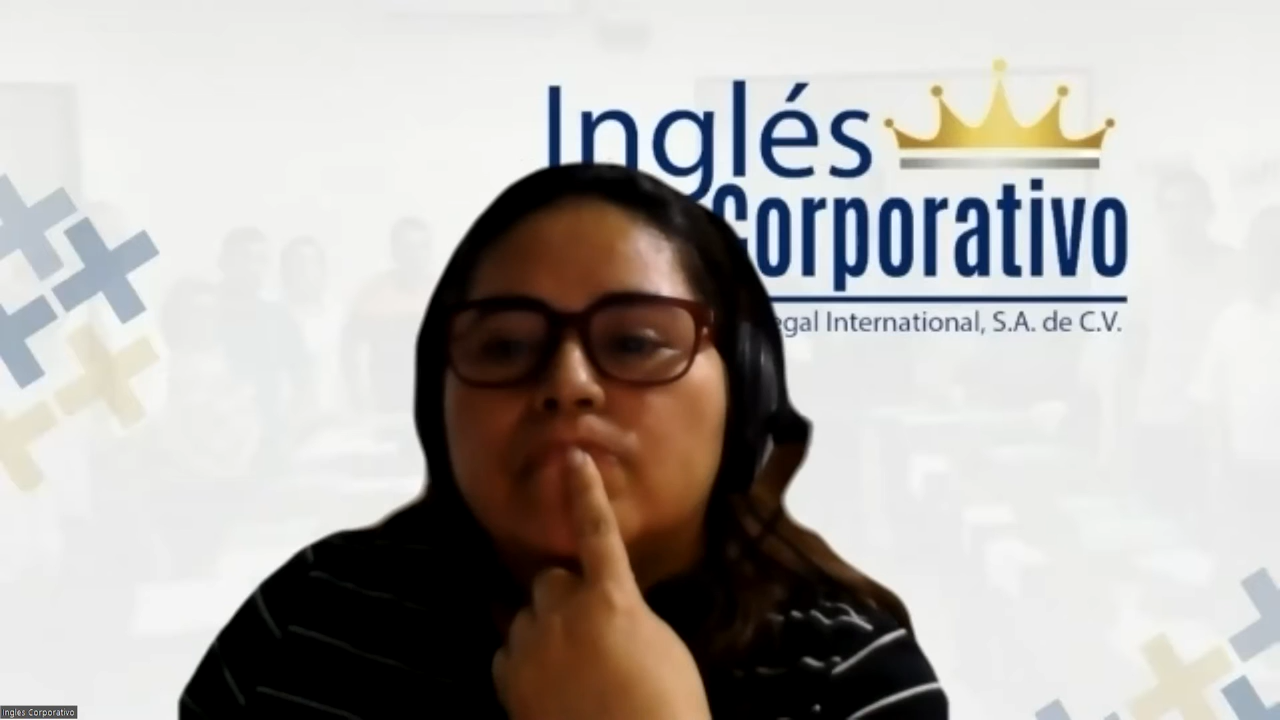 Inglés
Corporativo
egal International, S.A. de C.V.
Ingles Corporativo